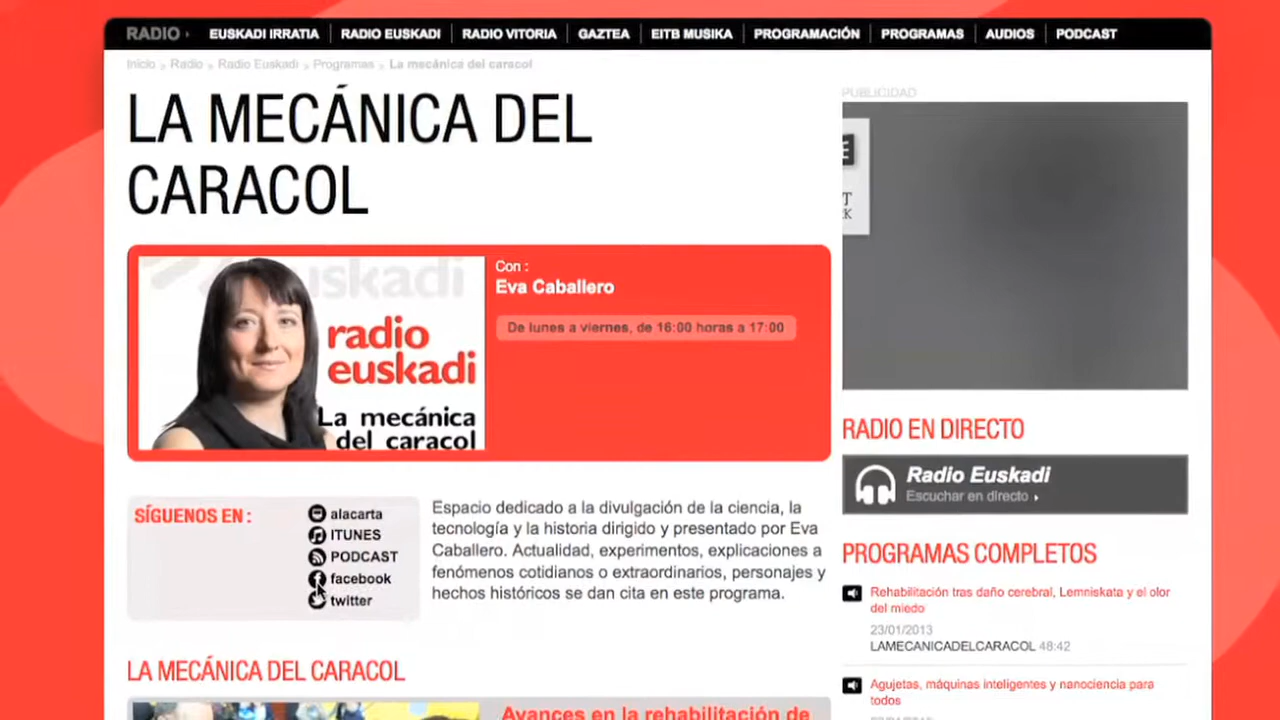 RADIO
EUSKADI IRRATIA
RADIO EUSKADI
RADIO VITORIA
GAZTEA
EITB MUSIKA
PROGRAMACIÓN
PROGRAMAS
AUDIOS
PODCAST
Inicio » Radio » Radio Euskadi » Programas » La mecánica del caracol
LA MECÁNICA DEL
CARACOL
euskadi
radio
euskadi
La mecánica
del caracol
Con :
Eva Caballero
De lunes a viernes, de 16:00 horas a 17:00
SÍGUENOS EN :
alacarta
ITUNES
PODCAST
facebook
twitter
Espacio dedicado a la divulgación de la ciencia, la
tecnología y la historia dirigido y presentado por Eva
Caballero. Actualidad, experimentos, explicaciones a
fenómenos cotidianos o extraordinarios, personajes y
hechos históricos se dan cita en este programa.
LA MECÁNICA DEL CARACOL
Avances en la rehabilitación de
PUBLICIDAD
E
T
K
RADIO EN DIRECTO
Radio Euskadi
Escuchar en directo
PROGRAMAS COMPLETOS
Rehabilitación tras daño cerebral, Lemniskata y el olor
del miedo
23/01/2013
LAMECANICADELCARACOL 48:42
Agujetas, máquinas inteligentes y nanociencia para
todos